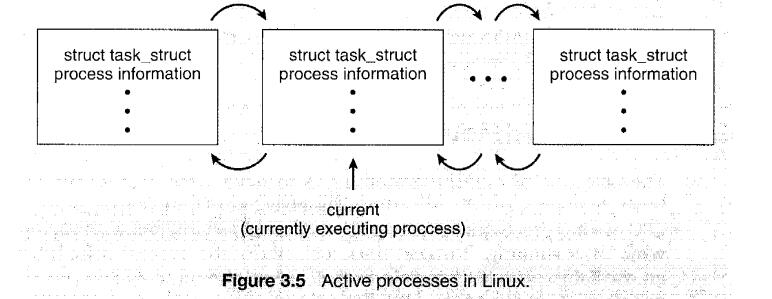 struct task_struct
process information
struct task_struct
process information
struct task_struct
process information
current
(currently executing proccess)
Figure 3.5 Active processes in Linux.